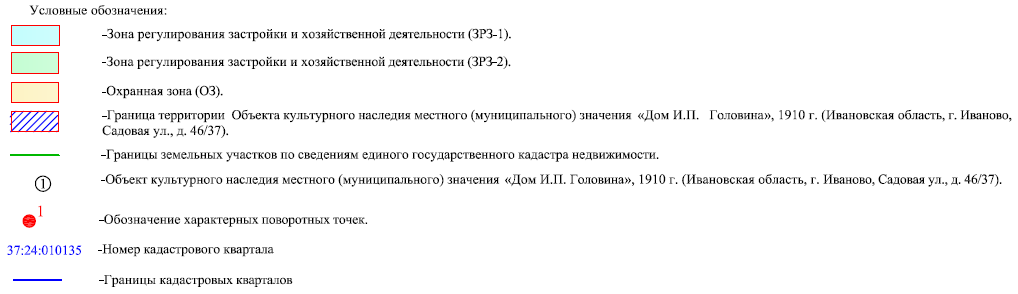 Условные обозначения:
-Зона регулирования застройки и хозяйственной деятельности (ЗРЗ-1).
-Зона регулирования застройки и хозяйственной деятельности (ЗРЗ-2).
-Охранная зона (ОЗ).
-Граница территории Объекта культурного наследия местного (муниципального) значения «Дом И.П. Головина», 1910 г. (Ивановская область, г. Иваново,
Садовая ул., д. 46/37).
-Границы земельных участков по сведениям единого государственного кадастра недвижимости.
1 -Объект культурного наследия местного (муниципального) значения «Дом И.П. Головина», 1910 г. (Ивановская область, г. Иваново, Садовая ул., д. 46/37).
1 -Обозначение характерных поворотных точек.
37:24:010135 -Номер кадастрового квартала
-Границы кадастровых кварталов